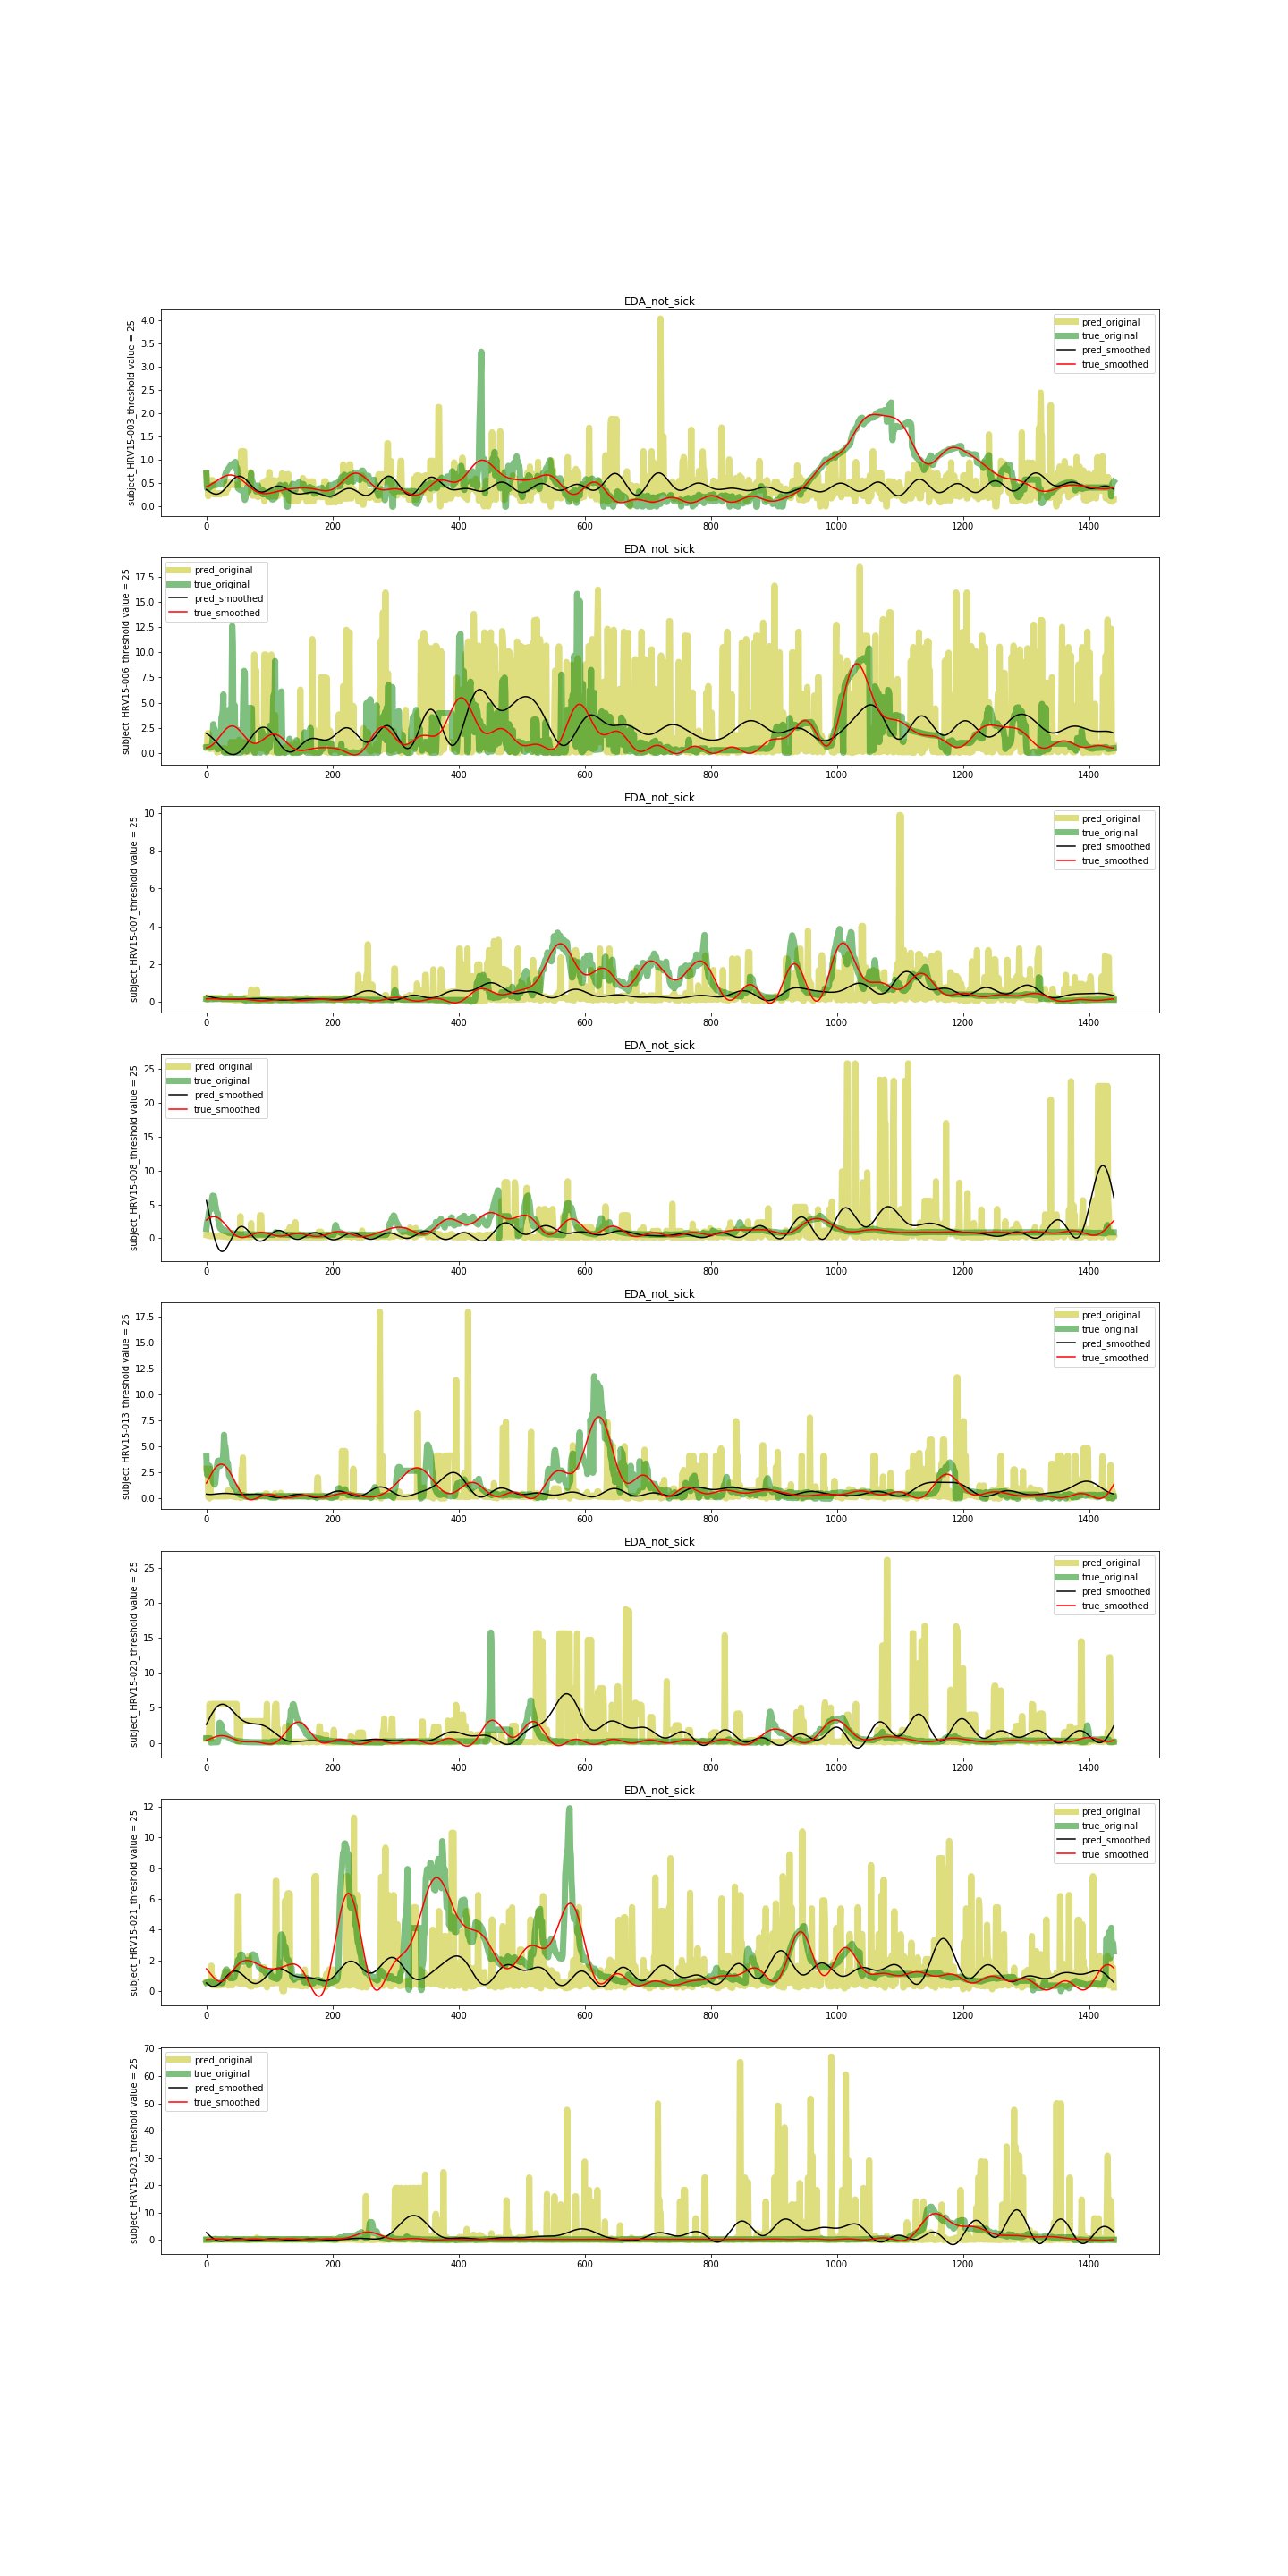 EDA_not_sick
subject_HRV15-003_threshold value = 25
4.0
3.5
3.0
2.5
2.0
1.5
1.0
0.5
0.0
pred_original
true_original
pred_smoothed
true_smoothed
0 200 400 600 800 1000 1200 1400
EDA_not_sick
subject_HRV15-006_threshold value = 25
17.5
15.0
12.5
10.0
7.5
5.0
2.5
0.0
pred_original
true_original
pred_smoothed
true_smoothed
0 200 400 600 800 1000 1200 1400
EDA_not_sick
subject_HRV15-007_threshold value = 25
10
8
6
4
2
0
pred_original
true_original
pred_smoothed
true_smoothed
0 200 400 600 800 1000 1200 1400
EDA_not_sick
subject_HRV15-008_threshold value = 25
25
20
15
10
5
0
pred_original
true_original
pred_smoothed
true_smoothed
0 200 400 600 800 1000 1200 1400
EDA_not_sick
subject_HRV15-013_threshold value = 25
17.5
15.0
12.5
10.0
7.5
5.0
2.5
0.0
pred_original
true_original
pred_smoothed
true_smoothed
0 200 400 600 800 1000 1200 1400
EDA_not_sick
subject_HRV15-020_threshold value = 25
25
20
15
10
5
0
pred_original
true_original
pred_smoothed
true_smoothed
0 200 400 600 800 1000 1200 1400
EDA_not_sick
subject_HRV15-021_threshold value = 25
12
10
8
6
4
2
0
pred_original
true_original
pred_smoothed
true_smoothed
0 200 400 600 800 1000 1200 1400
subject_HRV15-023_threshold value = 25
70
60
50
40
30
20
10
0
pred_original
true_original
pred_smoothed
true_smoothed
0 200 400 600 800 1000 1200 1400